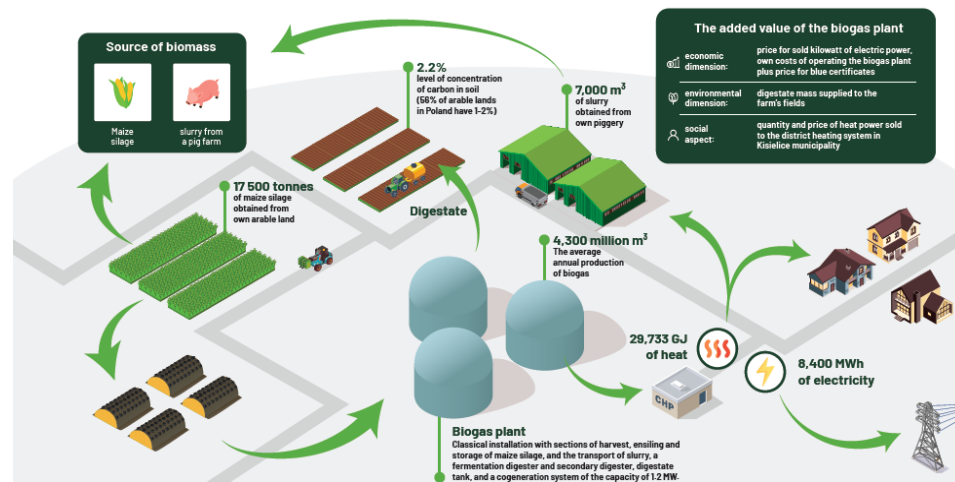 Source of biomass
Maize
silage
slurry from
a pig farm
2.2%
level of concentration
of carbon in soil
(56% of arable lands
in Poland have 1-2%)
7,000 m³
of slurry
obtained from
own piggery
The added value of the biogas plant
economic
dimension:
price for sold kilowatt of electric power,
own costs of operating the biogas plant
plus price for blue certificates
environmental
dimension:
digestate mass supplied to the
farm's fields
social
aspect:
quantity and price of heat power sold
to the district heating system in
Kisielice municipality
17 500 tonnes
of maize silage
obtained from
own arable land
Digestate
4,300 million m³
The average
annual production
of biogas
29,733 GJ
of heat
8,400 MWh
of electricity
CHP
Biogas plant
Classical installation with sections of harvest, ensiling and
storage of maize silage, and the transport of slurry, a
fermentation digester and secondary digester, digestate
tank, and a cogeneration system of the capacity of 1-2 MW.